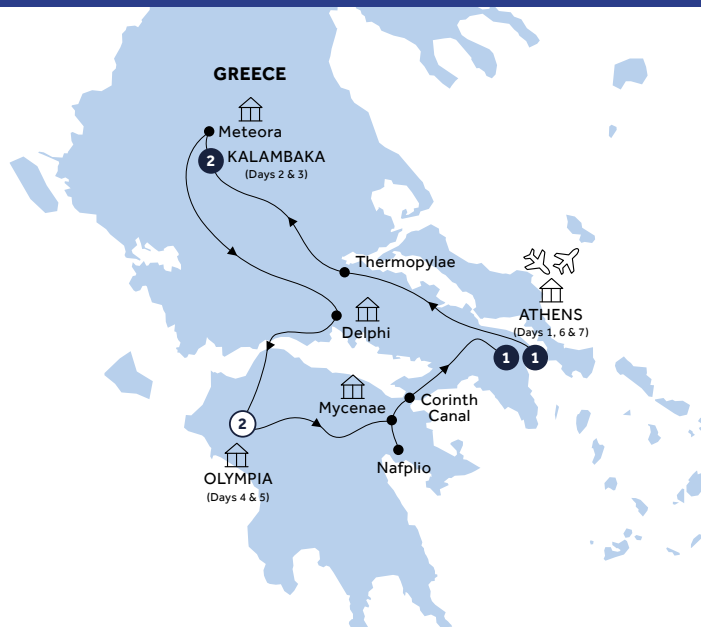 GREECE
Meteora
2
KALAMBAKA
(Days 2 & 3)
Thermopylae
ATHENS
(Days 1, 6 & 7)
1
1
Delphi
Mycenae
Corinth
Canal
2
Nafplio
OLYMPIA
(Days 4 & 5)